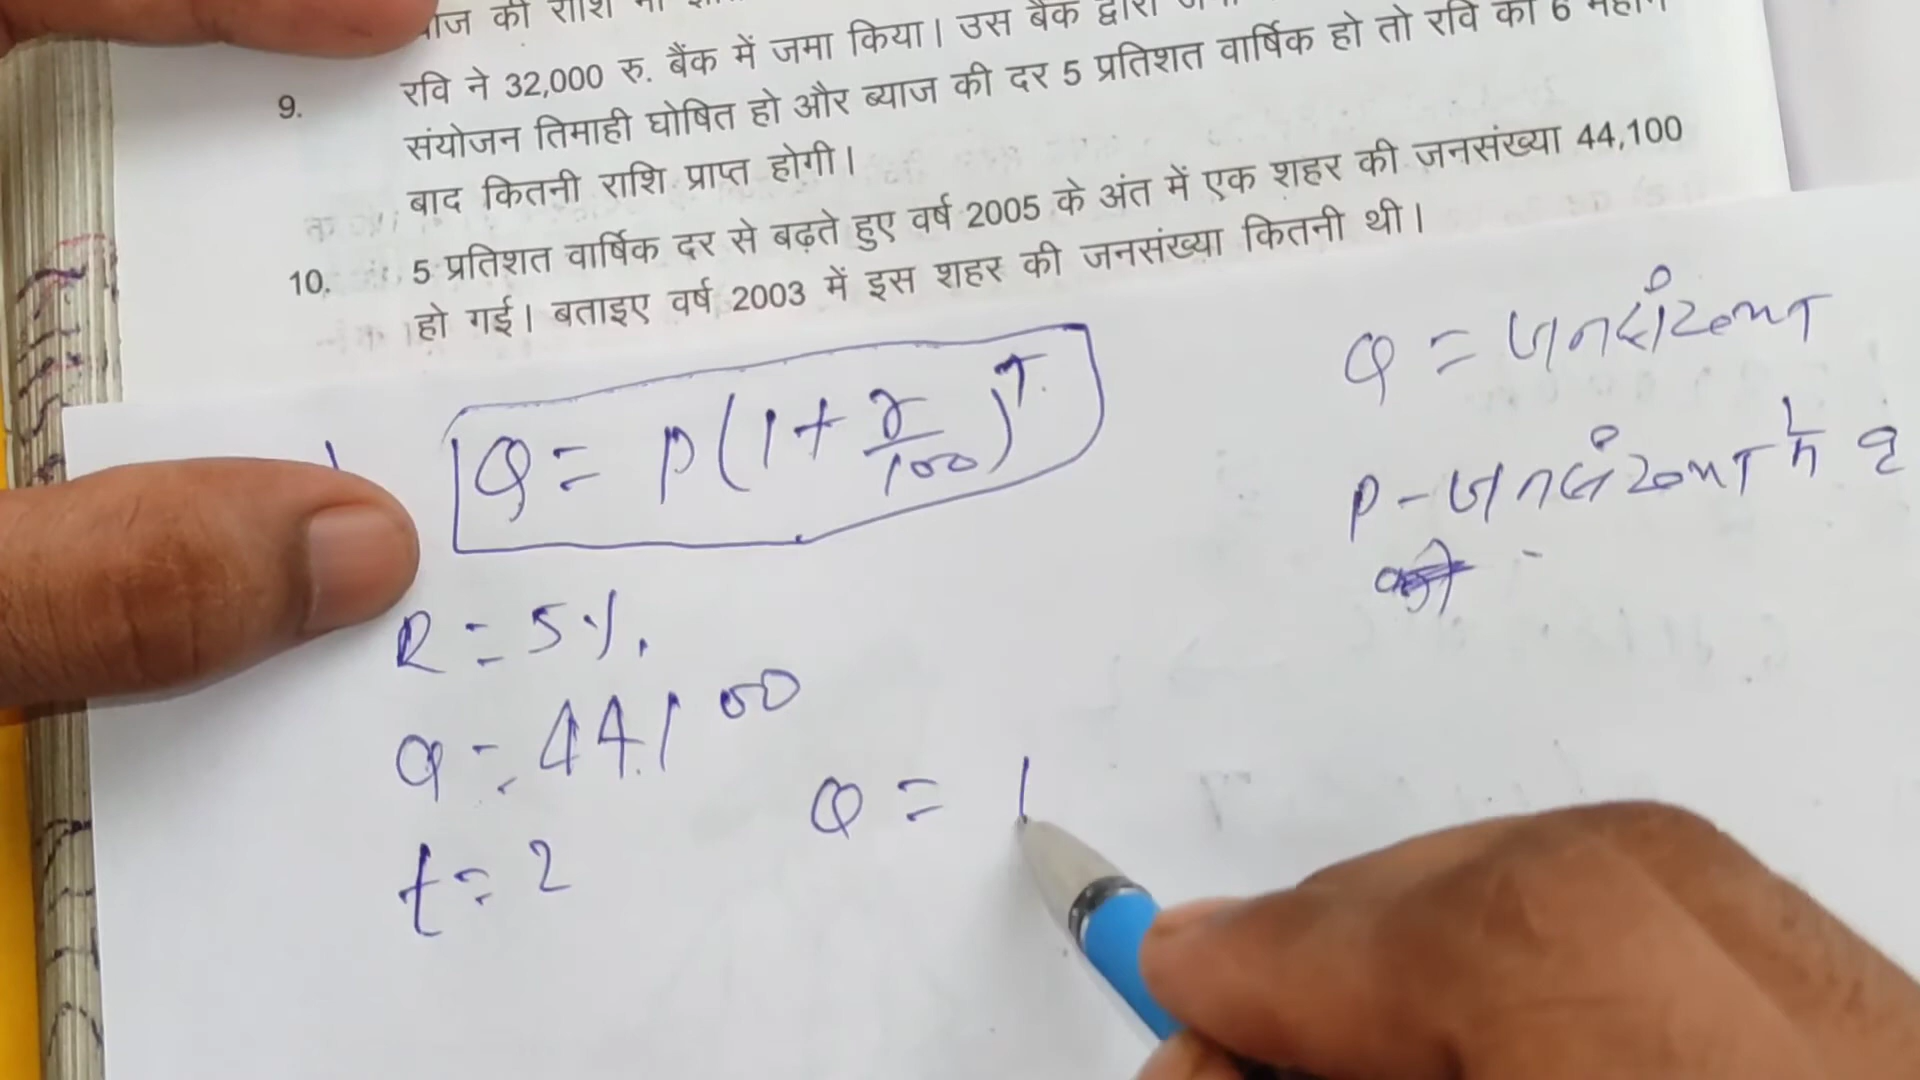 की राशि
9. रवि ने 32,000 रु. बैंक में जमा किया। उस बैंक द्वारा
संयोजन तिमाही घोषित हो और ब्याज की दर 5 प्रतिशत वार्षिक हो तो रवि को 6
बाद कितनी राशि प्राप्त होगी।
10. 5 प्रतिशत वार्षिक दर से बढ़ते हुए वर्ष 2005 के अंत में एक शहर की जनसंख्या 44,100
हो गई। बताइए वर्ष 2003 में इस शहर की जनसंख्या कितनी थी।
Q = P(1+r/100)^T
Q = जनसंख्या
P - जनसंख्या में
R = 5%.
Q = 44100
t = 2
Q =